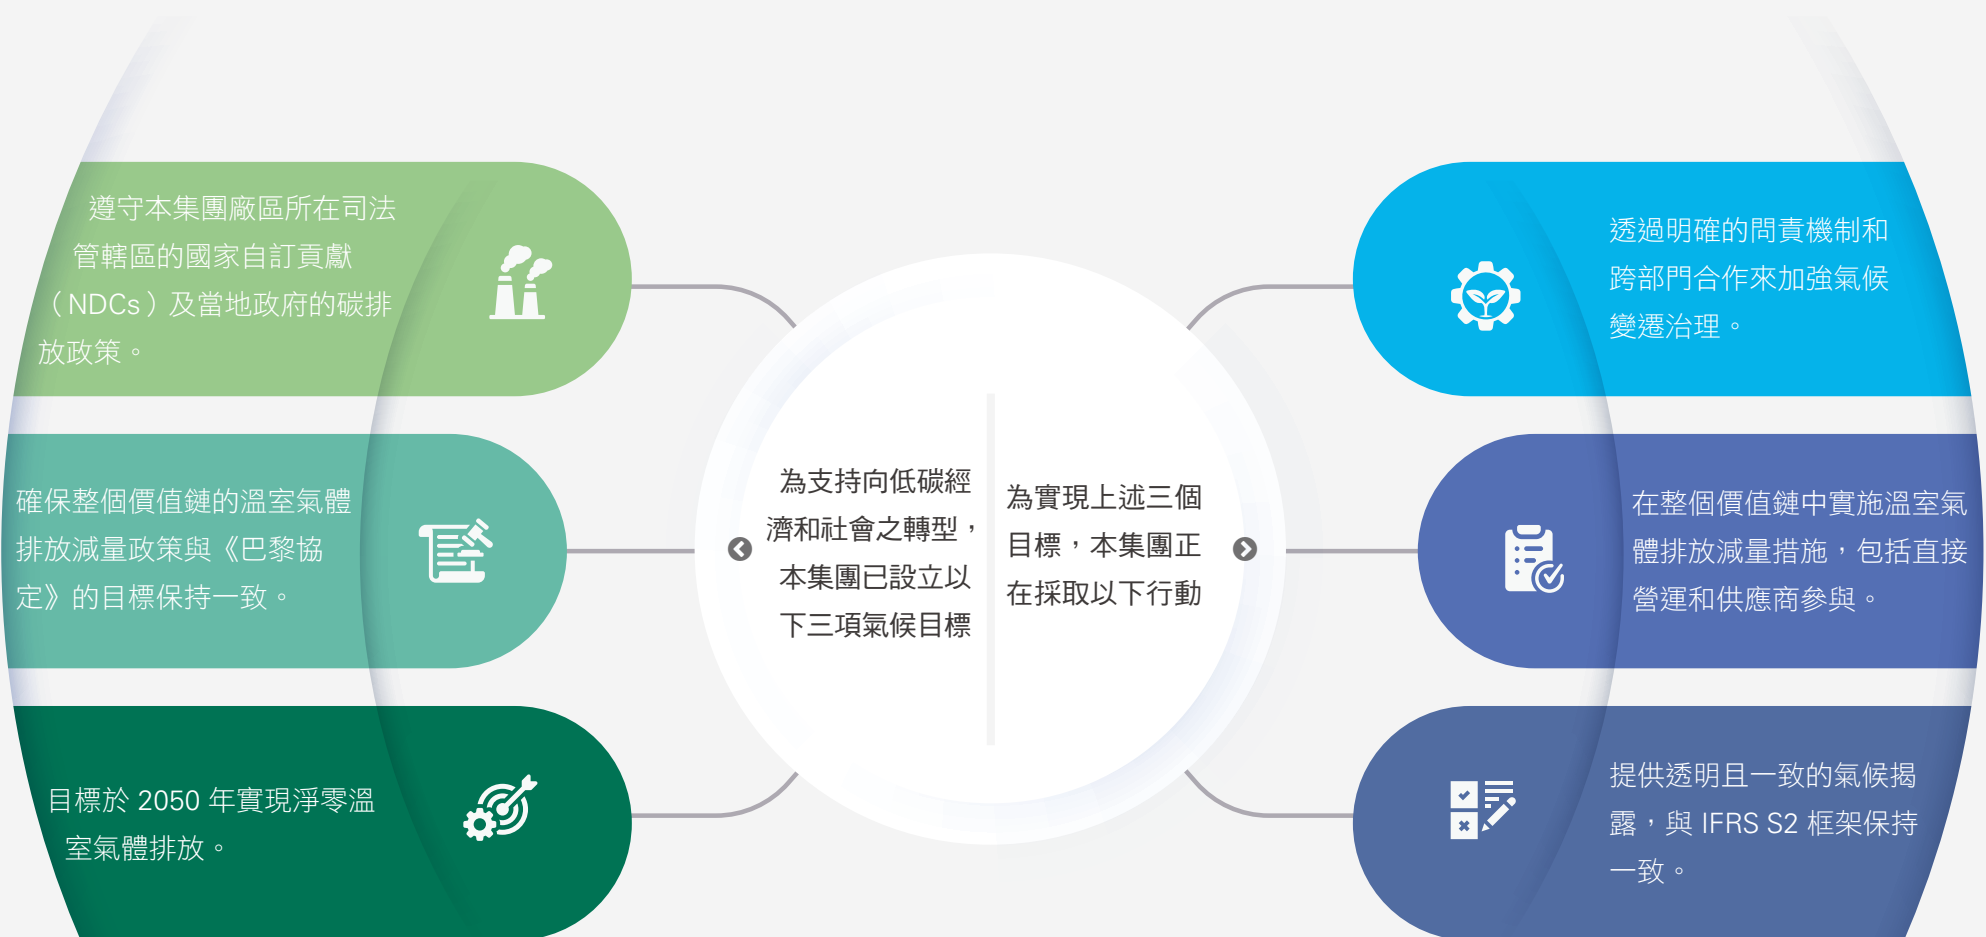 遵守本集團廠區所在司法
管轄區的國家自訂貢獻
（NDCs）及當地政府的碳排
放政策。
確保整個價值鏈的溫室氣體
排放減量政策與《巴黎協
定》的目標保持一致。
目標於 2050 年實現淨零溫
室氣體排放。
為支持向低碳經
濟和社會之轉型，
本集團已設立以
下三項氣候目標
為實現上述三個
目標，本集團正
在採取以下行動
透過明確的問責機制和
跨部門合作來加強氣候
變遷治理。
在整個價值鏈中實施溫室氣
體排放減量措施，包括直接
營運和供應商參與。
提供透明且一致的氣候揭
露，與 IFRS S2 框架保持
一致。